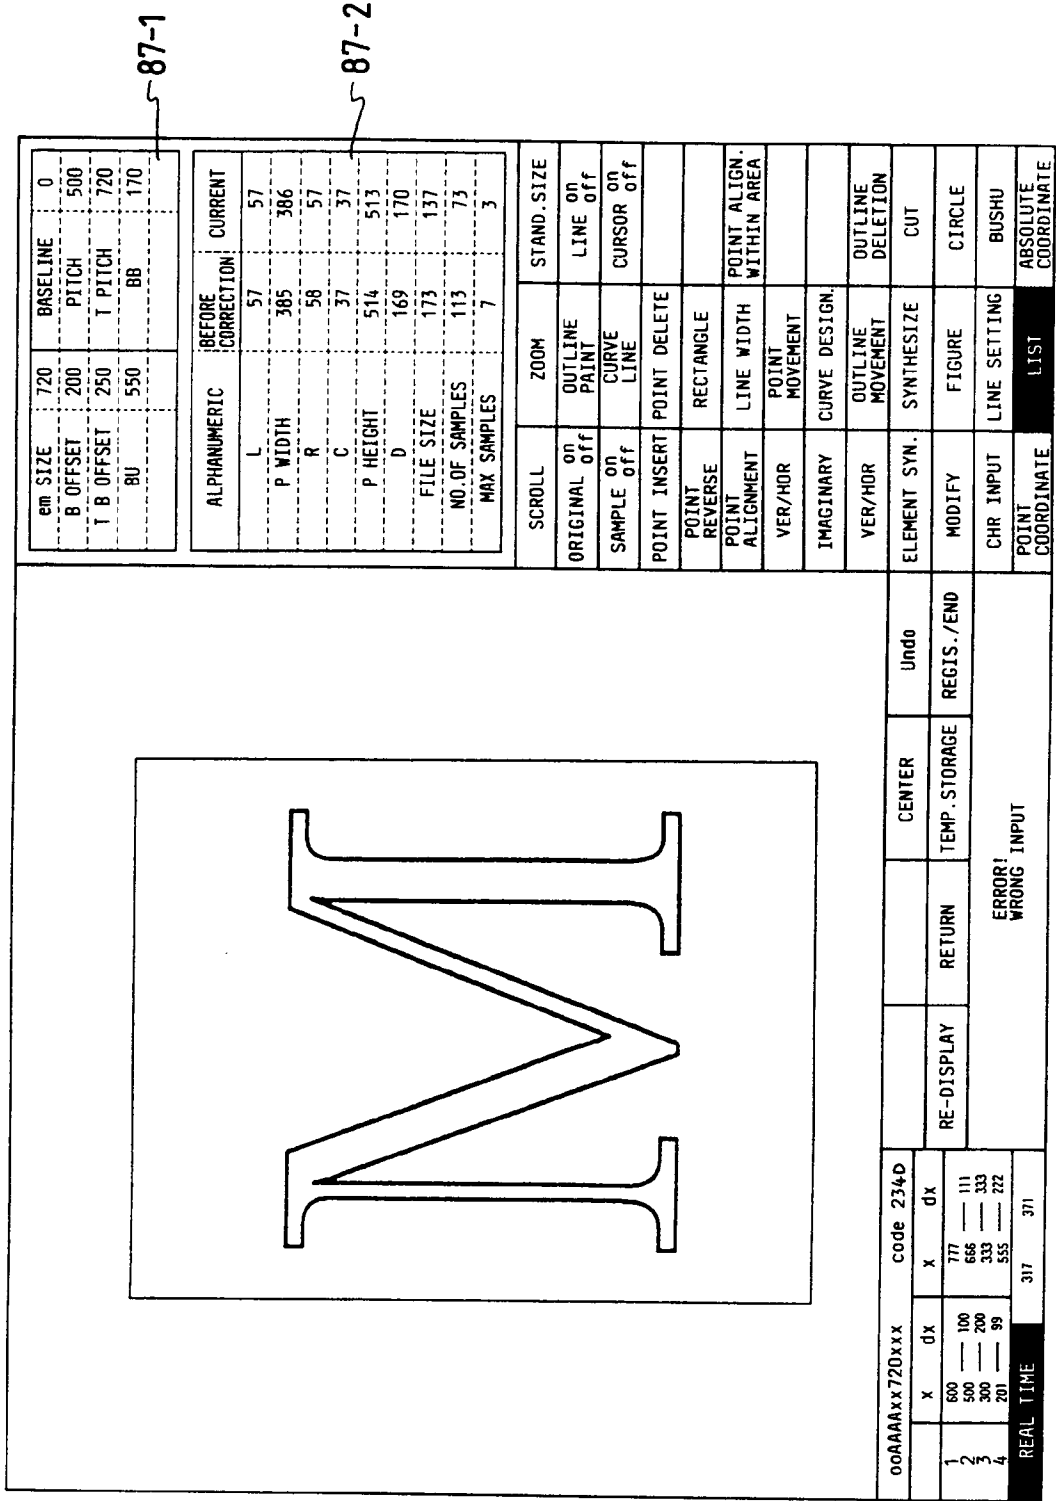 87-1
87-2
em SIZE 720 BASELINE 0
B OFFSET 200 PITCH 500
T B OFFSET 250 T PITCH 720
BU 550 BB 170
ALPHANUMERIC BEFORE CORRECTION CURRENT
L 57 57
P WIDTH 385 386
R 58 57
C 37 37
P HEIGHT 514 513
D 169 170
FILE SIZE 173 137
NO.OF SAMPLES 113 73
MAX SAMPLES 7 3
SCROLL ZOOM STAND.SIZE
ORIGINAL on off OUTLINE PAINT LINE on off
SAMPLE on off CURVE LINE CURSOR on off
POINT INSERT POINT DELETE
POINT REVERSE RECTANGLE
POINT ALIGNMENT LINE WIDTH POINT ALIGN. WITHIN AREA
VER/HOR POINT MOVEMENT
IMAGINARY CURVE DESIGN.
VER/HOR OUTLINE MOVEMENT OUTLINE DELETION
ELEMENT SYN. SYNTHESIZE CUT
MODIFY FIGURE CIRCLE
CHR INPUT LINE SETTING BUSHU
POINT COORDINATE LIST ABSOLUTE COORDINATE
M
CENTER Undo
RE-DISPLAY RETURN TEMP.STORAGE REGIS./END
ERROR!
WRONG INPUT
ooAAAAxx720xxx code 234D
x dx x dx
1 600 777
2 500 — 100 666 — 111
3 300 — 200 333 — 333
4 201 — 99 555 — 222
REAL TIME 317 371